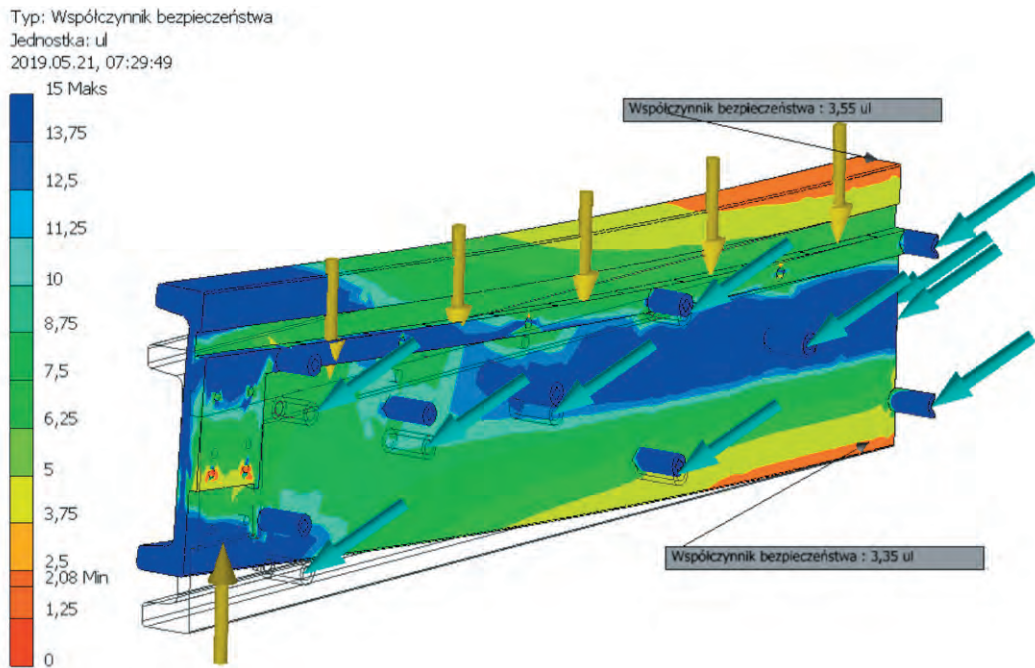 Typ: Współczynnik bezpieczeństwa
Jednostka: ul
2019.05.21, 07:29:49
15 Maks
13,75
12,5
11,25
10
8,75
7,5
6,25
5
3,75
2,5
2,08 Min
1,25
0
Współczynnik bezpieczeństwa : 3,55 ul
Współczynnik bezpieczeństwa : 3,35 ul